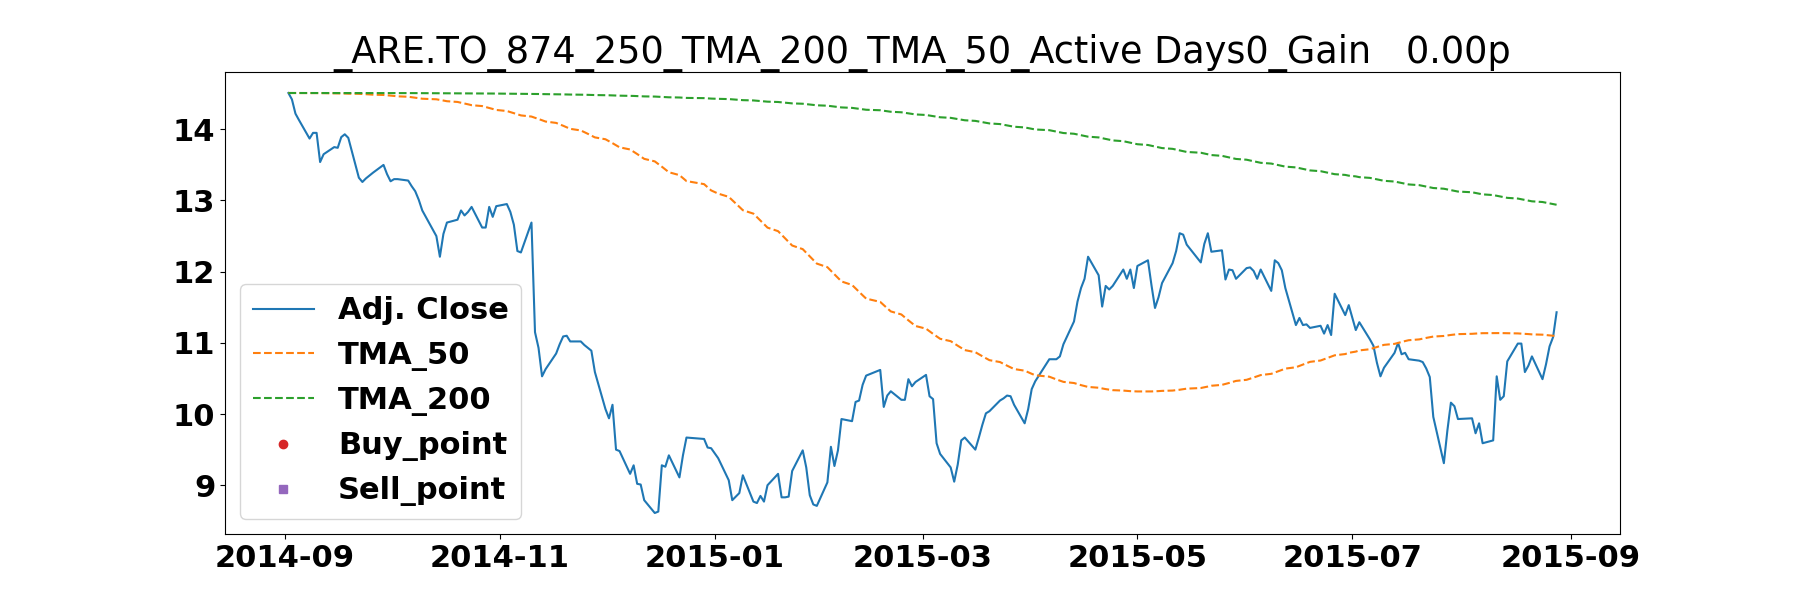 _ARE.TO_874_250_TMA_200_TMA_50_Active Days0_Gain   0.00p
14
13
12
11
10
9
Adj. Close
TMA_50
TMA_200
Buy_point
Sell_point
2014-09 2014-11 2015-01 2015-03 2015-05 2015-07 2015-09